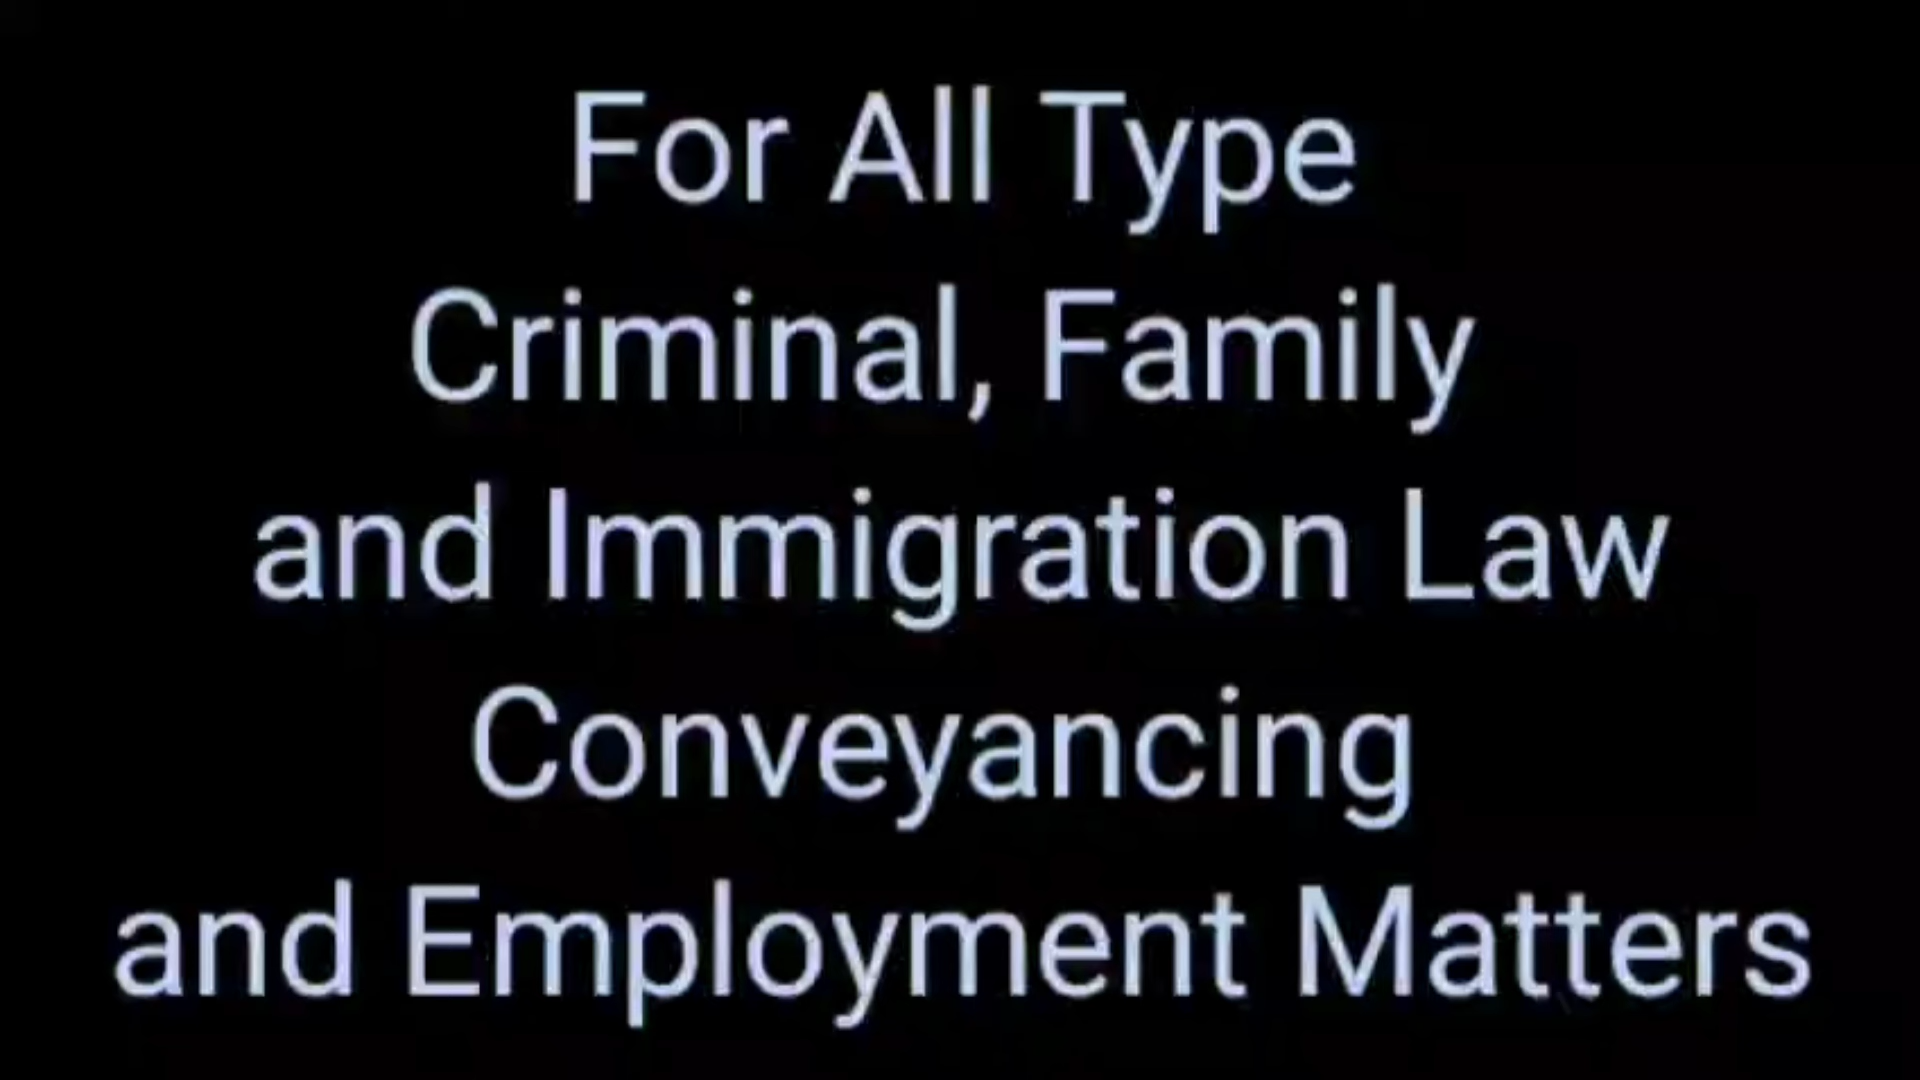 For All Type
Criminal, Family
and Immigration Law
Conveyancing
and Employment Matters